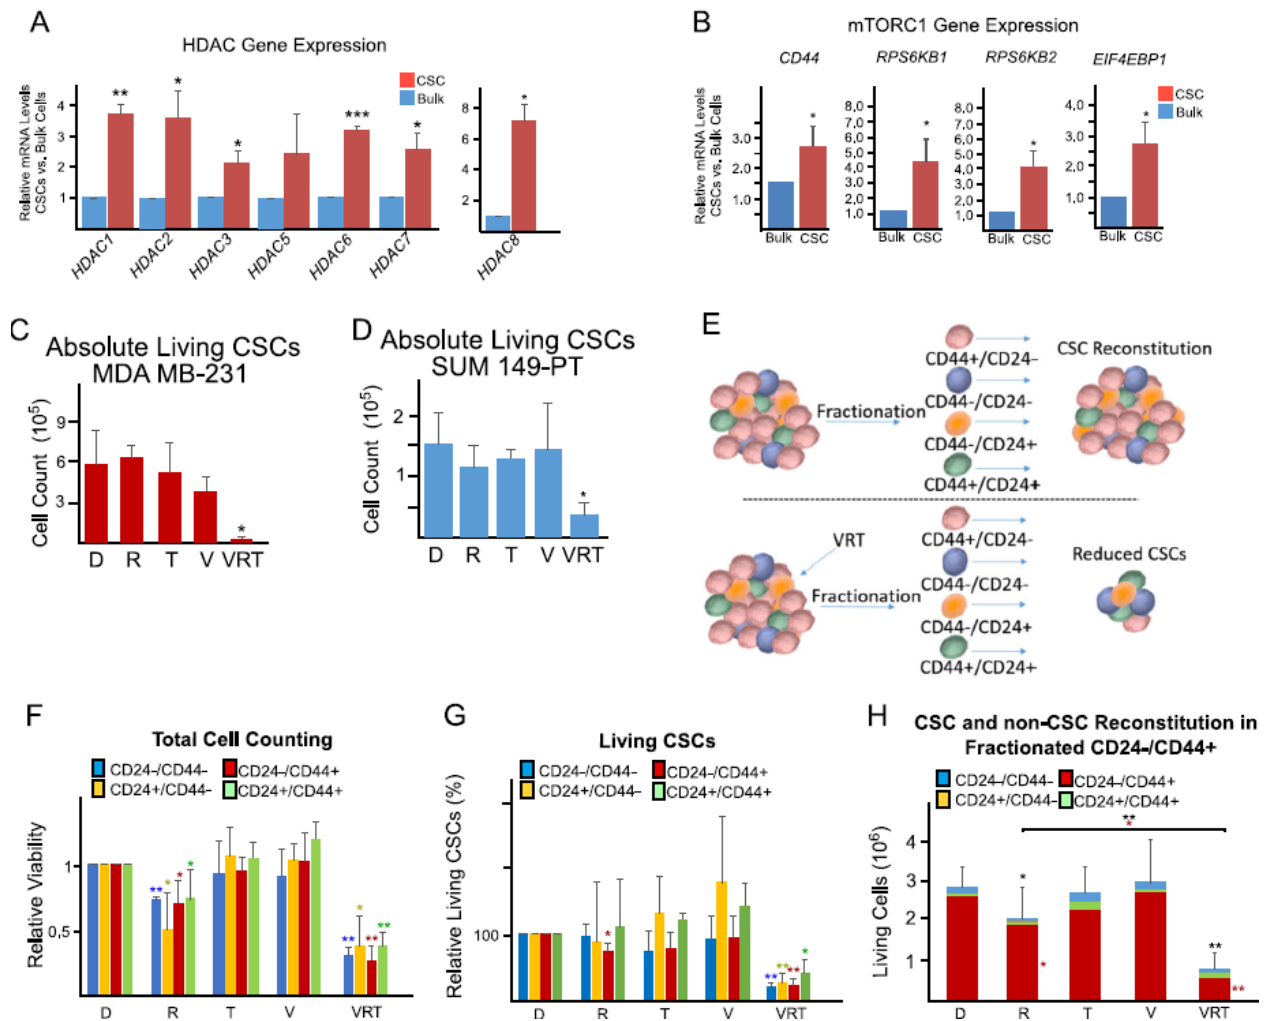 A
HDAC Gene Expression
Relative mRNA Levels
CSCs vs. Bulk Cells
4
3
2
1
**
*
*
***
*
CSC
Bulk
HDAC1
HDAC2
HDAC3
HDAC5
HDAC6
HDAC7
8
6
4
2
*
HDAC8
B
mTORC1 Gene Expression
CD44
RPS6KB1
RPS6KB2
EIF4EBP1
Relative mRNA Levels
CSCs vs. Bulk Cells
3.0
2.0
1.0
*
Bulk CSC
8.0
6.0
5.0
4.0
3.0
2.0
1.0
*
Bulk CSC
8.0
6.0
5.0
4.0
3.0
2.0
1.0
*
Bulk CSC
4.0
3.0
2.0
1.0
*
Bulk CSC
CSC
Bulk
C
Absolute Living CSCs
MDA MB-231
Cell Count (10⁵)
9
6
3
*
D R T V VRT
D
Absolute Living CSCs
SUM 149-PT
Cell Count (10⁵)
2
1
*
D R T V VRT
E
Fractionation
CD44+/CD24-
CD44-/CD24-
CD44-/CD24+
CD44+/CD24+
CSC Reconstitution
VRT
Fractionation
CD44+/CD24-
CD44-/CD24-
CD44-/CD24+
CD44+/CD24+
Reduced CSCs
F
Total Cell Counting
CD24-/CD44- CD24-/CD44+
CD24+/CD44- CD24+/CD44+
Relative Viability
1
0.5
** * * *
** * ** **
D R T V VRT
G
Living CSCs
CD24-/CD44- CD24-/CD44+
CD24+/CD44- CD24+/CD44+
Relative Living CSCs (%)
100
*
** ** ** *
D R T V VRT
H
CSC and non-CSC Reconstitution in
Fractionated CD24-/CD44+
CD24-/CD44- CD24-/CD44+
CD24+/CD44- CD24+/CD44+
Living Cells (10⁶)
4
3
2
1
**
*
*
*
**
**
D R T V VRT